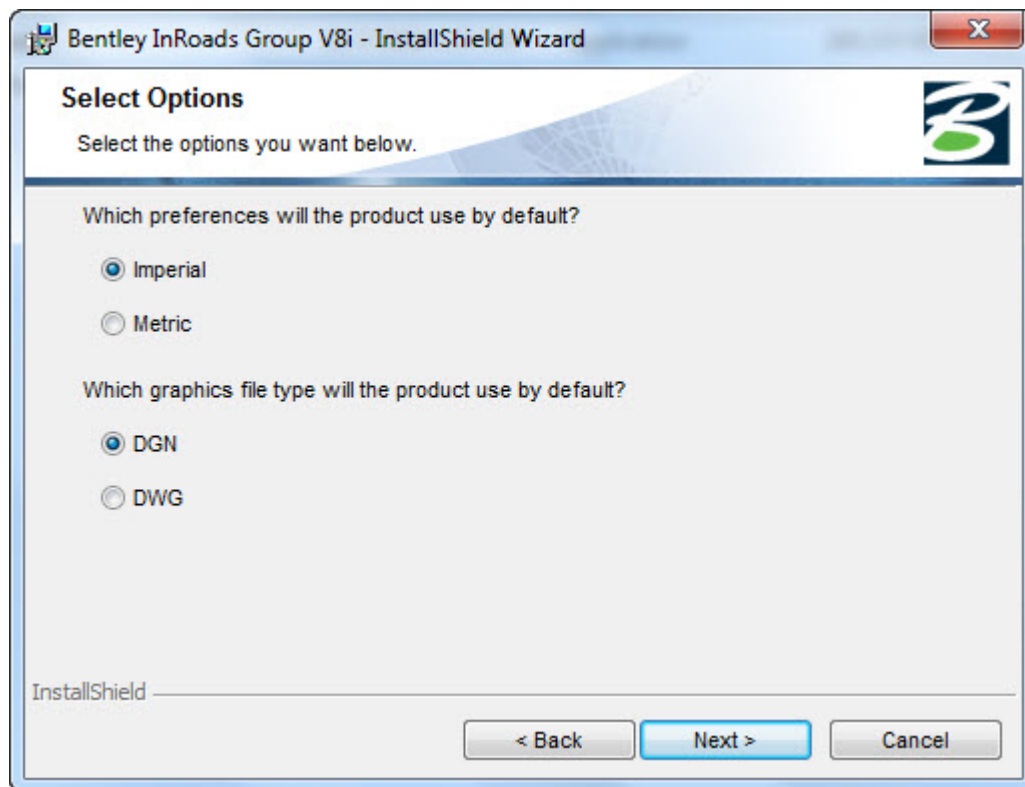 Bentley InRoads Group V8i - InstallShield Wizard
Select Options
Select the options you want below.
Which preferences will the product use by default?
Imperial
Metric
Which graphics file type will the product use by default?
DGN
DWG
InstallShield
< Back Next > Cancel